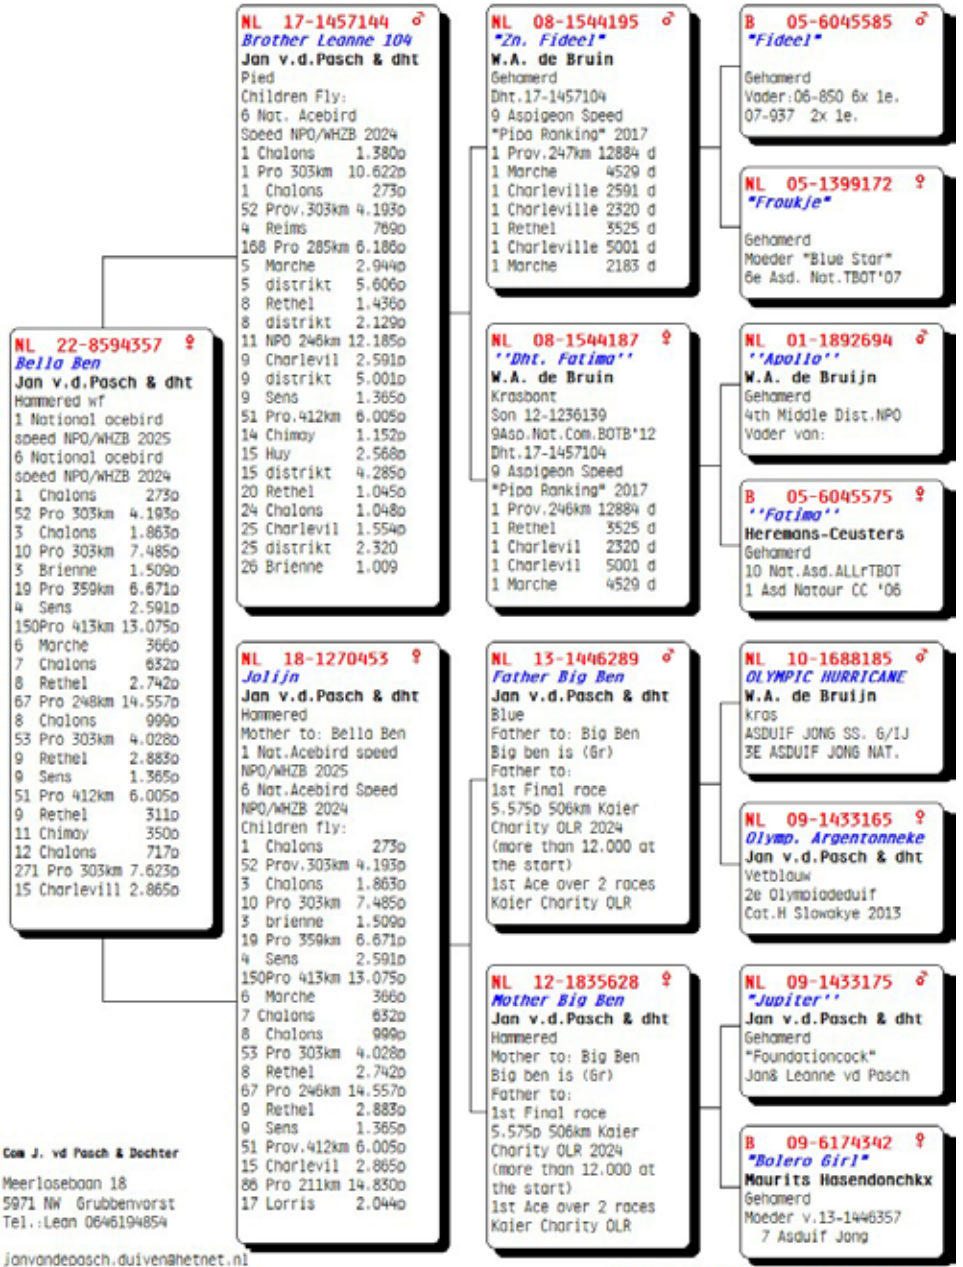 NL 22-8594357 ♀
Bella Ben
Jan v.d.Pasch & dht
Hammered wf
1 National acebird
speed NPO/WHZB 2025
6 National acebird
speed NPO/WHZB 2024
1 Chalons 273p
52 Pro 303km 4.193p
3 Chalons 1.863p
10 Pro 303km 7.485p
3 Brienne 1.509p
19 Pro 359km 6.671p
4 Sens 2.591p
150Pro 413km 13.075p
6 Marche 366p
7 Chalons 632p
8 Rethel 2.742p
67 Pro 248km 14.557p
8 Chalons 999p
53 Pro 303km 4.028p
9 Rethel 2.883p
9 Sens 1.365p
51 Pro 412km 6.005p
9 Rethel 311p
11 Chimay 350p
12 Chalons 717p
271 Pro 303km 7.623p
15 Charlevill 2.865p
Com J. vd Pasch & Dochter
Meerlosebaan 18
5971 NW Grubbenvorst
Tel.:Lean 0646194854
janvandepasch.duiven@hetnet.nl
NL 17-1457144 ♂
Brother Leanne 104
Jan v.d.Pasch & dht
Pied
Children Fly:
6 Nat. Acebird
Speed NPO/WHZB 2024
1 Chalons 1.380p
1 Pro 303km 10.622p
1 Chalons 273p
52 Prov.303km 4.193p
4 Reims 769p
168 Pro 285km 6.186p
5 Marche 2.944p
5 distrikt 5.606p
8 Rethel 1.436p
8 distrikt 2.129p
11 NPO 246km 12.185p
9 Charlevil 2.591p
9 distrikt 5.001p
9 Sens 1.365p
51 Pro.412km 6.005p
14 Chimay 1.152p
15 Huy 2.568p
15 distrikt 4.285p
20 Rethel 1.045p
24 Chalons 1.048p
25 Charlevil 1.554p
25 distrikt 2.320
26 Brienne 1.009
NL 18-1270453 ♀
Jolijn
Jan v.d.Pasch & dht
Hammered
Mother to: Bella Ben
1 Nat.Acebird speed
NPO/WHZB 2025
6 Nat.Acebird Speed
NPO/WHZB 2024
Children fly:
1 Chalons 273p
52 Prov.303km 4.193p
3 Chalons 1.863p
10 Pro 303km 7.485p
3 brienne 1.509p
19 Pro 359km 6.671p
4 Sens 2.591p
150Pro 413km 13.075p
6 Marche 366p
7 Chalons 632p
8 Chalons 999p
53 Pro 303km 4.028p
8 Rethel 2.742p
67 Pro 246km 14.557p
9 Rethel 2.883p
9 Sens 1.365p
51 Prov.412km 6.005p
15 Charlevil 2.865p
86 Pro 211km 14.830p
17 Lorris 2.044p
NL 08-1544195 ♂
"Zn. Fideel"
W.A. de Bruin
Gehamerd
Dht.17-1457104
9 Aspigeon Speed
"Pipa Ranking" 2017
1 Prov.247km 12884 d
1 Marche 4529 d
1 Charleville 2591 d
1 Charleville 2320 d
1 Rethel 3525 d
1 Charleville 5001 d
1 Marche 2183 d
NL 08-1544187 ♀
''Dht. Fatima''
W.A. de Bruin
Krasbont
Son 12-1236139
9Asp.Nat.Com.BOTB'12
Dht.17-1457104
9 Aspigeon Speed
"Pipa Ranking" 2017
1 Prov.246km 12884 d
1 Rethel 3525 d
1 Charlevil 2320 d
1 Charlevil 5001 d
1 Marche 4529 d
NL 13-1446289 ♂
Father Big Ben
Jan v.d.Pasch & dht
Blue
Father to: Big Ben
Big ben is (Gr)
Father to:
1st Final race
5.575p 506km Kaier
Charity OLR 2024
(more than 12.000 at
the start)
1st Ace over 2 races
Kaier Charity OLR
NL 12-1835628 ♀
Mother Big Ben
Jan v.d.Pasch & dht
Hammered
Mother to: Big Ben
Big ben is (Gr)
Father to:
1st Final race
5.575p 506km Kaier
Charity OLR 2024
(more than 12.000 at
the start)
1st Ace over 2 races
Kaier Charity OLR
B 05-6045585 ♂
"Fideel"
Gehamerd
Vader:06-850 6x 1e.
07-937 2x 1e.
NL 05-1399172 ♀
"Froukje"
Gehamerd
Moeder "Blue Star"
6e Asd. Nat.TBOT'07
NL 01-1892694 ♂
''Apollo''
W.A. de Bruijn
Gehamerd
4th Middle Dist.NPO
Vader van:
B 05-6045575 ♀
''Fatima''
Heremans-Ceusters
Gehamerd
10 Nat.Asd.ALLrTBOT
1 Asd Natour CC '06
NL 10-1688185 ♂
OLYMPIC HURRICANE
W.A. de Bruijn
kras
ASDUIF JONG SS. G/IJ
3E ASDUIF JONG NAT.
NL 09-1433165 ♀
Olymp. Argentonneke
Jan v.d.Pasch & dht
Vetblauw
2e Olympiadeduif
Cat.H Slowakye 2013
NL 09-1433175 ♂
"Jupiter''
Jan v.d.Pasch & dht
Gehamerd
"Foundationcock"
Jan& Leanne vd Pasch
B 09-6174342 ♀
"Bolero Girl"
Maurits Hasendonchkx
Gehamerd
Moeder v.13-1446357
7 Asduif Jong